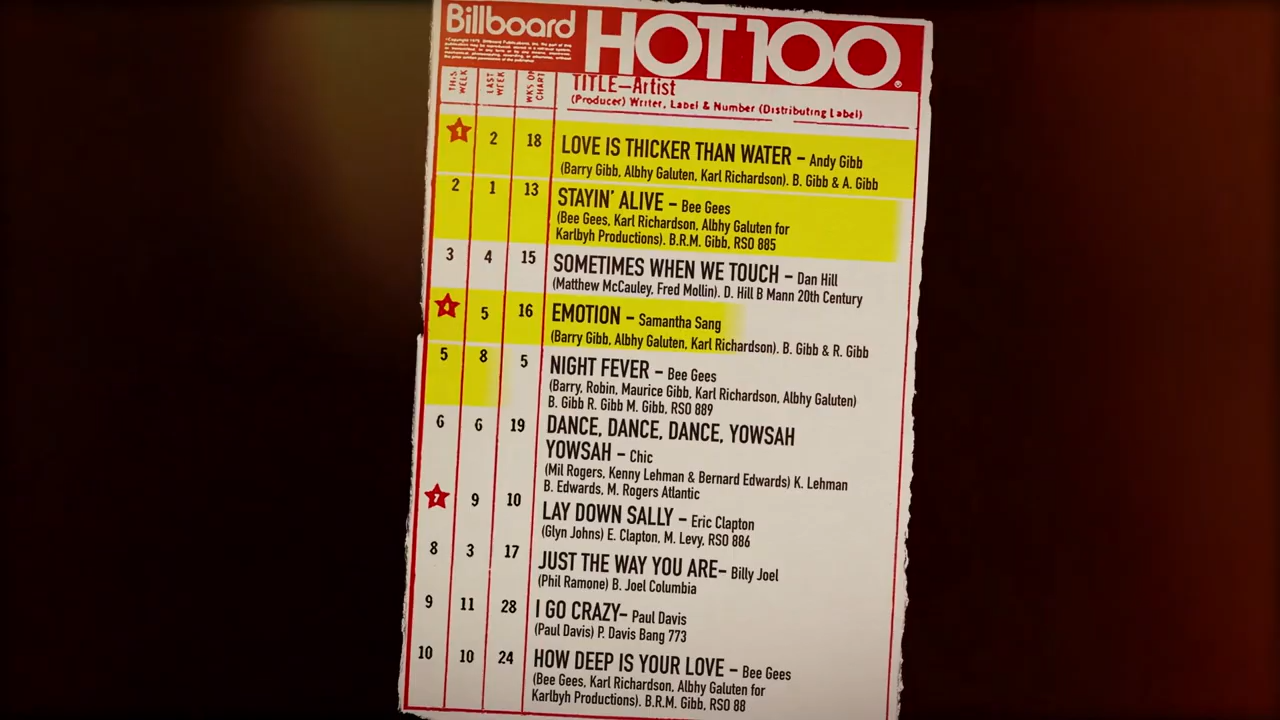 Billboard HOT 100
THIS WEEK
LAST WEEK
WKS ON CHART
TITLE—Artist
(Producer) Writer, Label & Number (Distributing Label)
1 2 18 LOVE IS THICKER THAN WATER – Andy Gibb
(Barry Gibb, Albhy Galuten, Karl Richardson). B. Gibb & A. Gibb
2 1 13 STAYIN' ALIVE – Bee Gees
(Bee Gees, Karl Richardson, Albhy Galuten for
Karlbyh Productions). B.R.M. Gibb, RSO 885
3 4 15 SOMETIMES WHEN WE TOUCH – Dan Hill
(Matthew McCauley, Fred Mollin). D. Hill B Mann 20th Century
4 5 16 EMOTION – Samantha Sang
(Barry Gibb, Albhy Galuten, Karl Richardson). B. Gibb & R. Gibb
5 8 5 NIGHT FEVER – Bee Gees
(Barry, Robin, Maurice Gibb, Karl Richardson, Albhy Galuten)
B. Gibb R. Gibb M. Gibb, RSO 889
6 6 19 DANCE, DANCE, DANCE, YOWSAH
YOWSAH – Chic
(Mil Rogers, Kenny Lehman & Bernard Edwards) K. Lehman
B. Edwards, M. Rogers Atlantic
7 9 10 LAY DOWN SALLY – Eric Clapton
(Glyn Johns) E. Clapton, M. Levy, RSO 886
8 3 17 JUST THE WAY YOU ARE– Billy Joel
(Phil Ramone) B. Joel Columbia
9 11 28 I GO CRAZY– Paul Davis
(Paul Davis) P. Davis Bang 773
10 10 24 HOW DEEP IS YOUR LOVE – Bee Gees
(Bee Gees, Karl Richardson, Albhy Galuten for
Karlbyh Productions). B.R.M. Gibb, RSO 88